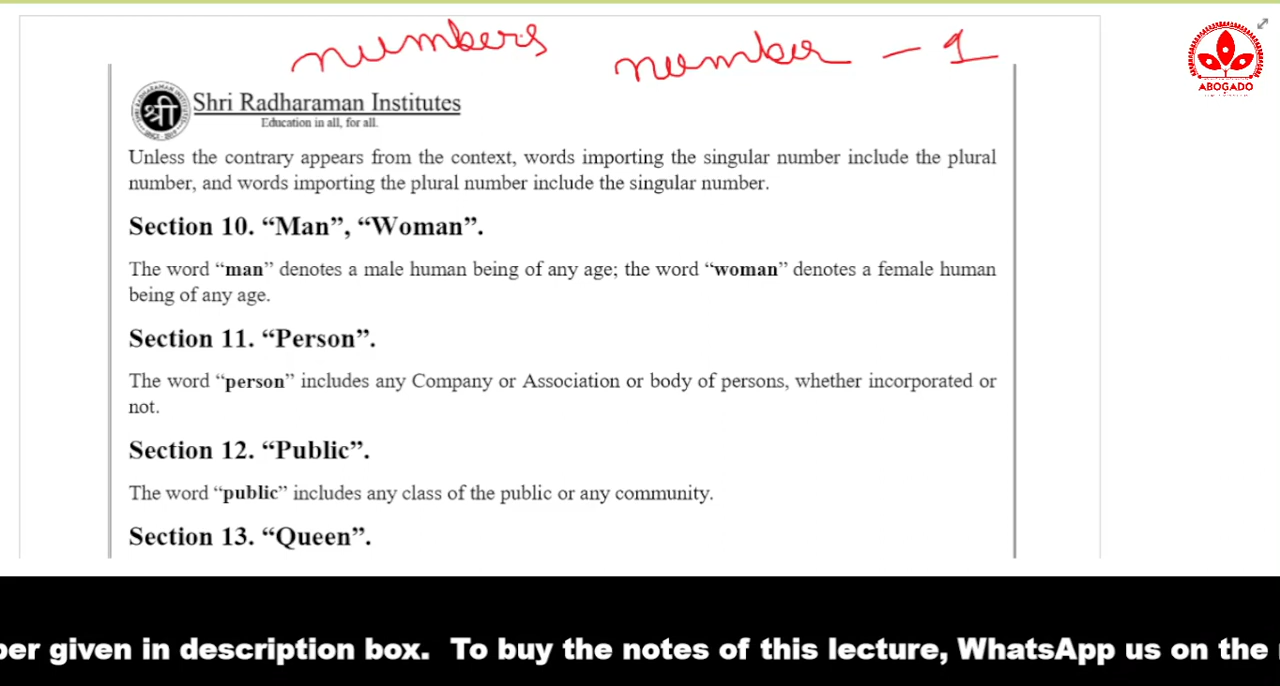 numbers number - 1
ABOGADO
श्री
Shri Radharaman Institutes
Education in all, for all.
Unless the contrary appears from the context, words importing the singular number include the plural
number, and words importing the plural number include the singular number.
Section 10. “Man”, “Woman”.
The word “man” denotes a male human being of any age; the word “woman” denotes a female human
being of any age.
Section 11. “Person”.
The word “person” includes any Company or Association or body of persons, whether incorporated or
not.
Section 12. “Public”.
The word “public” includes any class of the public or any community.
Section 13. “Queen”.
given in description box. To buy the notes of this lecture, WhatsApp us on the